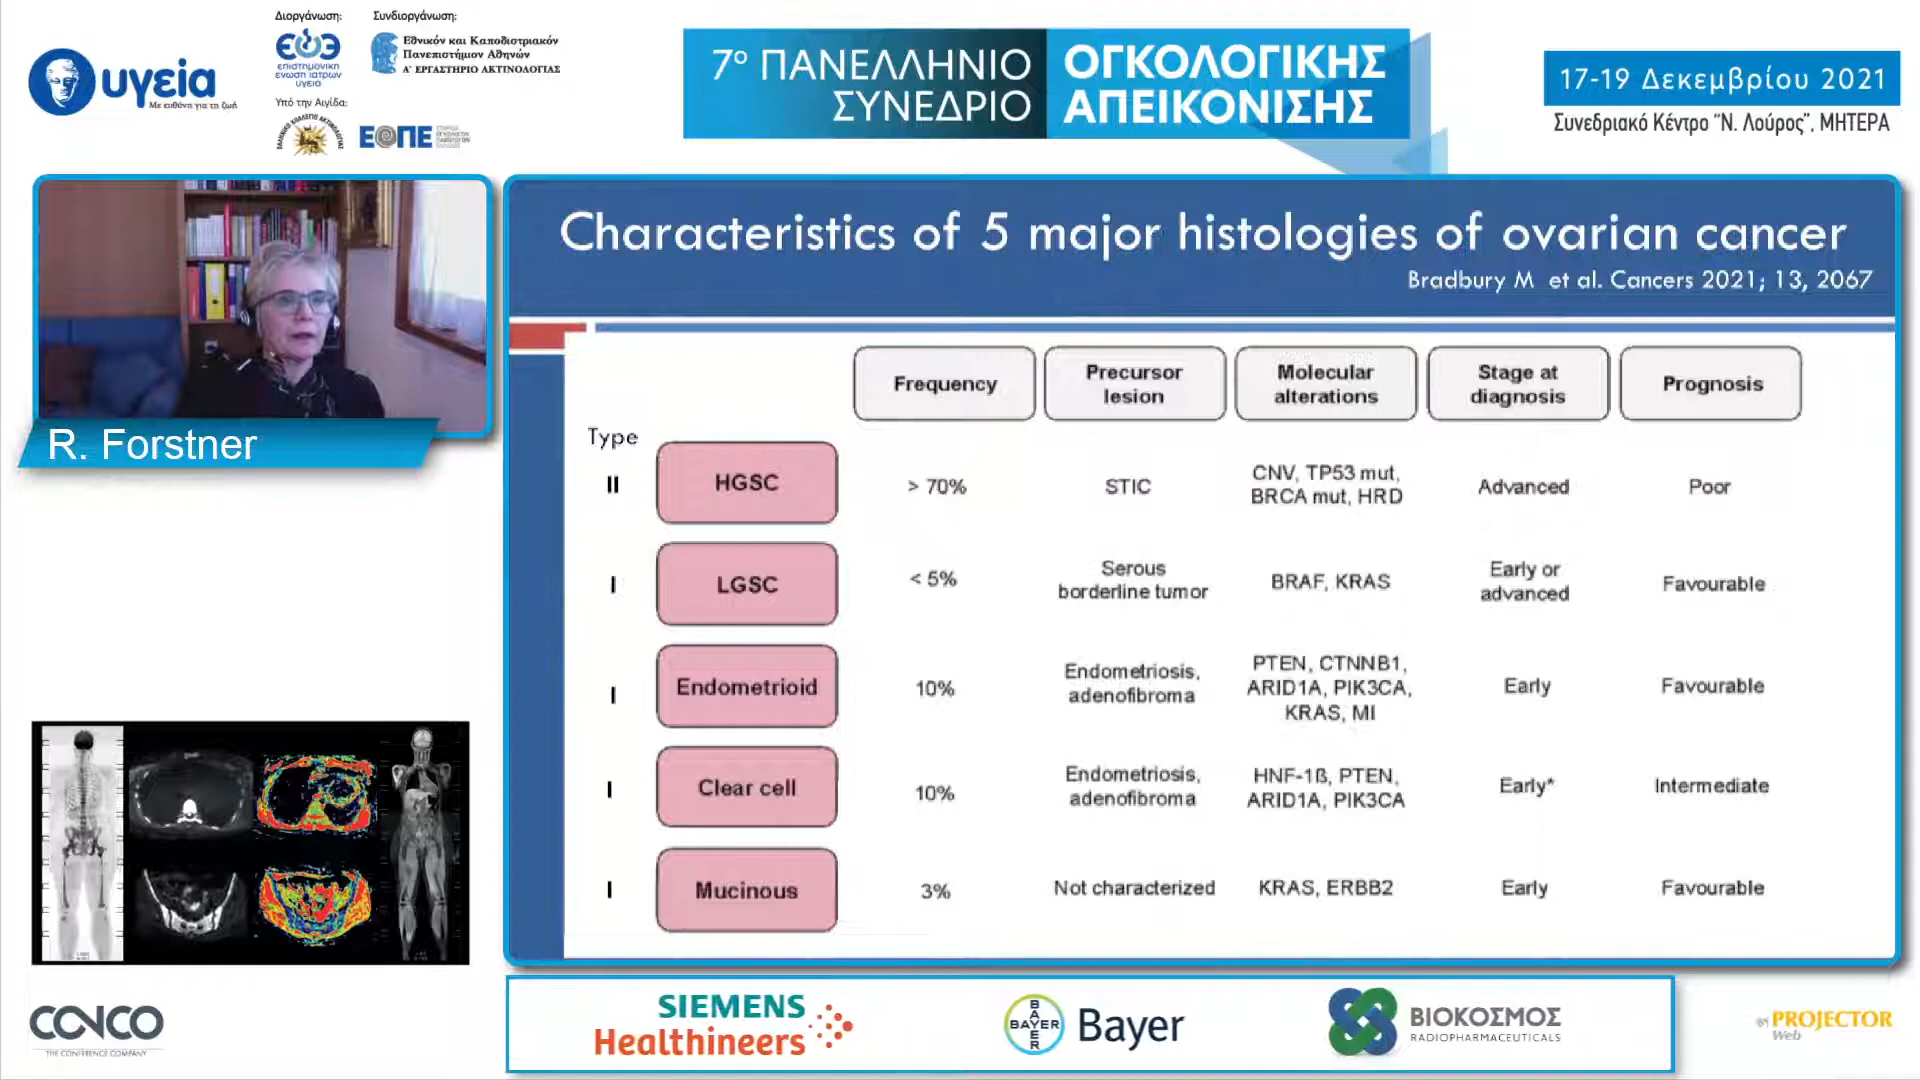 Διοργάνωση:
Συνδιοργάνωση:
υγεία
Με ευθύνη για τη ζωή
επιστημονική
ένωση ιατρών
υγεία
Εθνικόν και Καποδιστριακόν
Πανεπιστήμιον Αθηνών
Α' ΕΡΓΑΣΤΗΡΙΟ ΑΚΤΙΝΟΛΟΓΙΑΣ
Υπό την Αιγίδα:
ΕΛΛΗΝΙΚΟ ΚΟΛΛΕΓΙΟ ΑΚΤΙΝΟΛΟΓΙΑΣ
ΕΟΠΕ
7ο ΠΑΝΕΛΛΗΝΙΟ
ΣΥΝΕΔΡΙΟ
ΟΓΚΟΛΟΓΙΚΗΣ
ΑΠΕΙΚΟΝΙΣΗΣ
17-19 Δεκεμβρίου 2021
Συνεδριακό Κέντρο "Ν. Λούρος", ΜΗΤΕΡΑ
R. Forstner
Characteristics of 5 major histologies of ovarian cancer
Bradbury M et al. Cancers 2021; 13, 2067
Frequency
Precursor
lesion
Molecular
alterations
Stage at
diagnosis
Prognosis
Type
II
HGSC
> 70%
STIC
CNV, TP53 mut,
BRCA mut, HRD
Advanced
Poor
I
LGSC
< 5%
Serous
borderline tumor
BRAF, KRAS
Early or
advanced
Favourable
I
Endometrioid
10%
Endometriosis,
adenofibroma
PTEN, CTNNB1,
ARID1A, PIK3CA,
KRAS, MI
Early
Favourable
I
Clear cell
10%
Endometriosis,
adenofibroma
HNF-1ß, PTEN,
ARID1A, PIK3CA
Early*
Intermediate
I
Mucinous
3%
Not characterized
KRAS, ERBB2
Early
Favourable
CONCO
THE CONFERENCE COMPANY
SIEMENS
Healthineers
BAYER
BAYER
Bayer
ΒΙΟΚΟΣΜΟΣ
RADIOPHARMACEUTICALS
BY PROJECTOR
Web